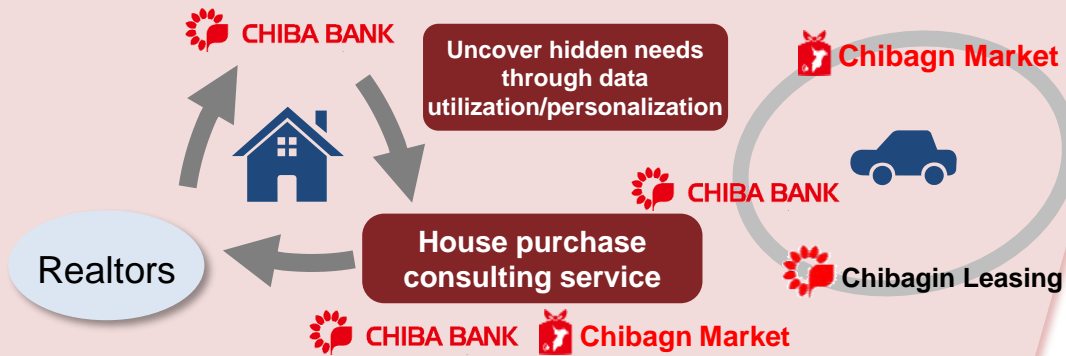 CHIBA BANK
Uncover hidden needs
through data
utilization/personalization
Chibagn Market
CHIBA BANK
House purchase
consulting service
Realtors
Chibagin Leasing
CHIBA BANK
Chibagn Market